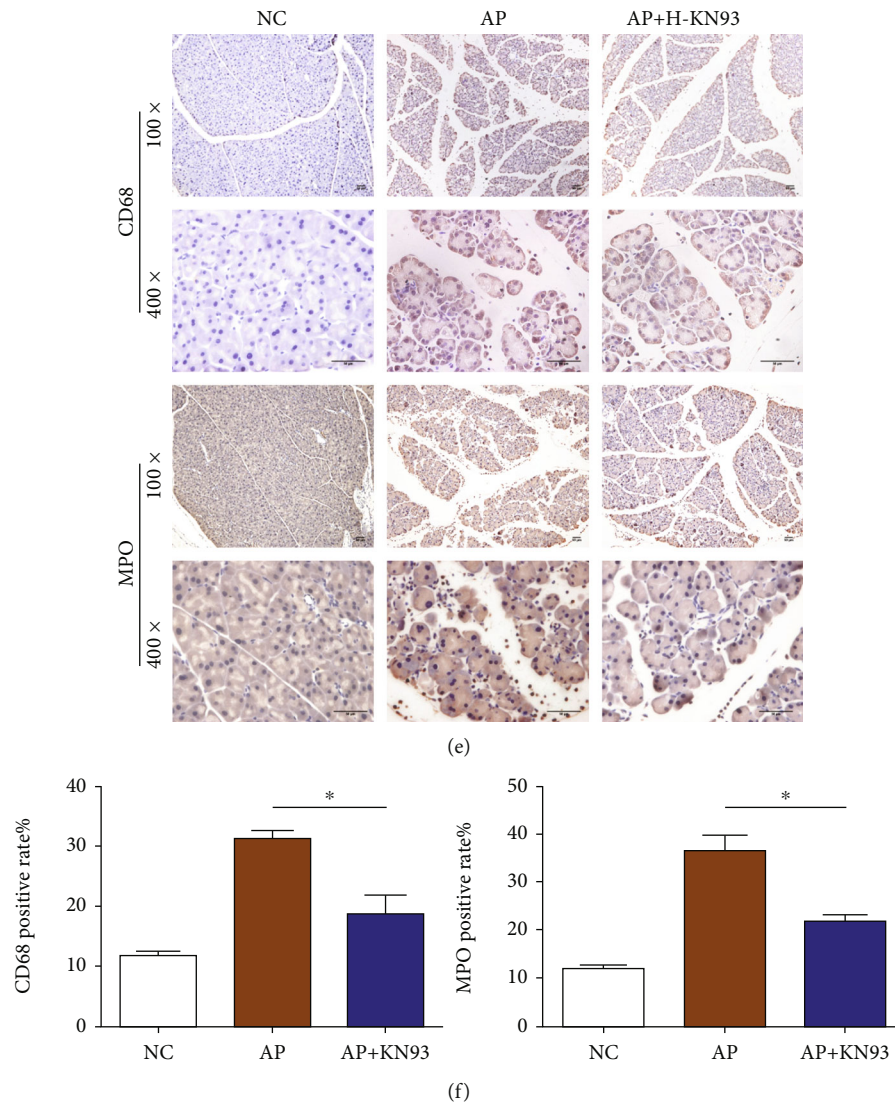 NC AP AP+H-KN93
CD68
100 ×
400 ×
MPO
100 ×
400 ×
(e)
CD68 positive rate%
40
30
20
10
0
*
NC AP AP+KN93
MPO positive rate%
50
40
30
20
10
0
*
NC AP AP+KN93
(f)